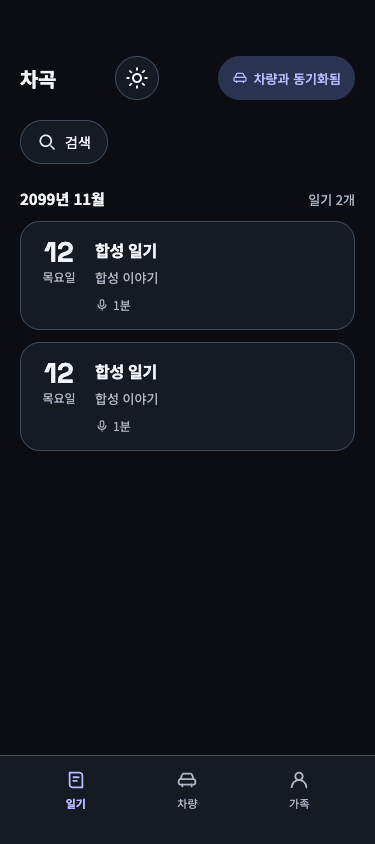 차곡
차량과 동기화됨
검색
2099년 11월
일기 2개
12
목요일
합성 일기
합성 이야기
1분
12
목요일
합성 일기
합성 이야기
1분
일기
차량
가족